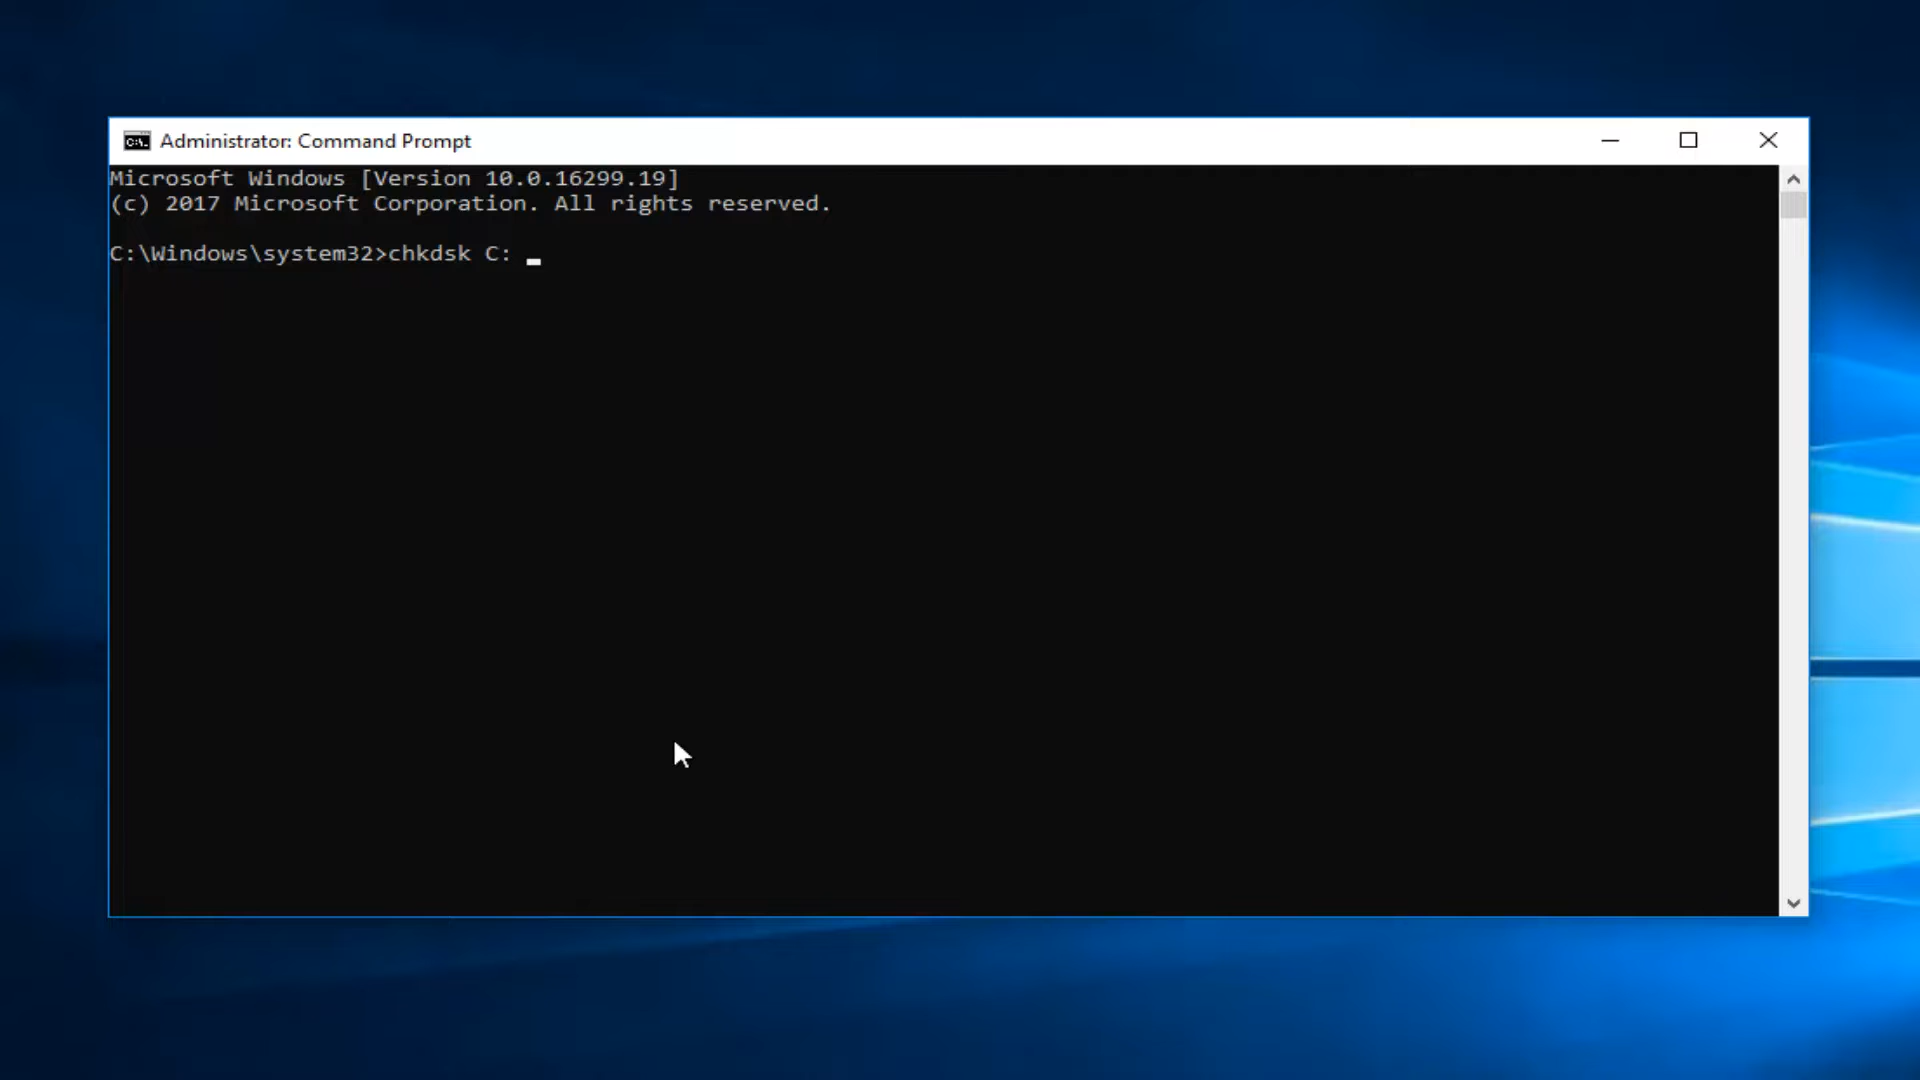 Administrator: Command Prompt
Microsoft Windows [Version 10.0.16299.19]
(c) 2017 Microsoft Corporation. All rights reserved.
C:\Windows\system32>chkdsk C: